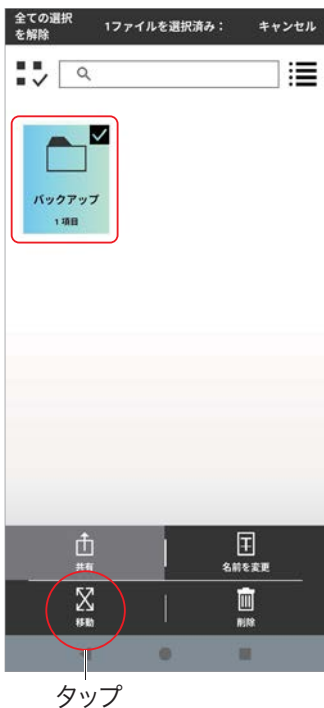 全ての選択
を解除
1ファイルを選択済み：
キャンセル
バックアップ
1 項目
共有
名前を変更
移動
削除
タップ